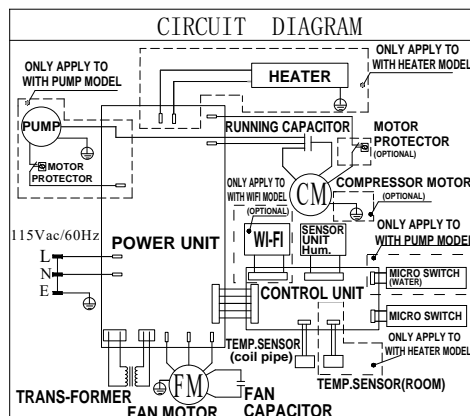 CIRCUIT DIAGRAM
ONLY APPLY TO
WITH PUMP MODEL
HEATER
ONLY APPLY TO
WITH HEATER MODEL
PUMP
MOTOR
PROTECTOR
RUNNING CAPACITOR
MOTOR
PROTECTOR
(OPTIONAL)
ONLY APPLY TO
WITH WIFI MODEL
(OPTIONAL)
CM
COMPRESSOR MOTOR
(OPTIONAL)
115Vac/60Hz
L
N
E
POWER UNIT
WI-FI
SENSOR
UNIT
Hum.
ONLY APPLY TO
WITH PUMP MODEL
CONTROL UNIT
MICRO SWITCH
(WATER)
MICRO SWITCH
TEMP.SENSOR
(coil pipe)
ONLY APPLY TO
WITH HEATER MODEL
TEMP.SENSOR(ROOM)
TRANS-FORMER
FM
FAN MOTOR
FAN
CAPACITOR